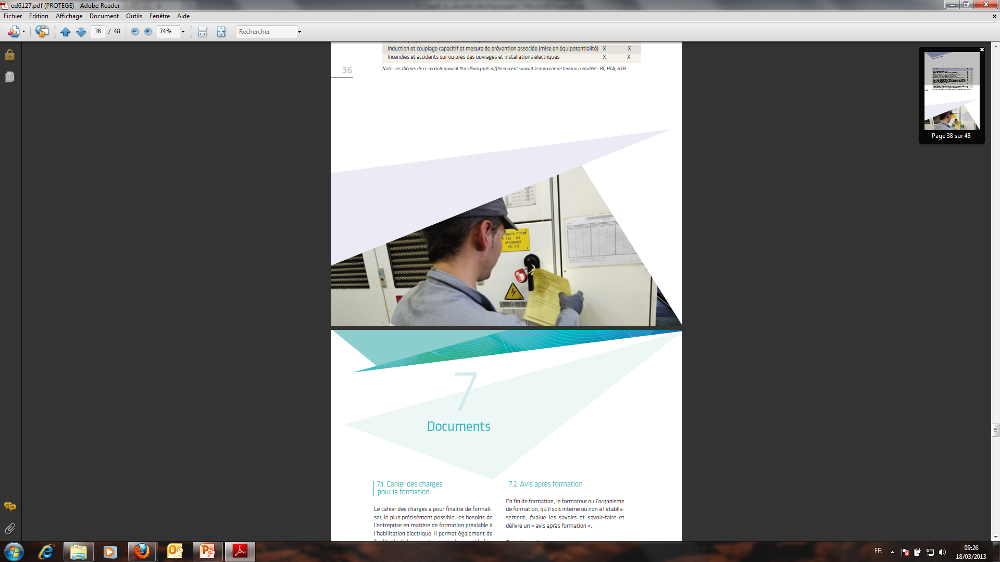 ed6127.pdf (PROTEGE) - Adobe Reader
Fichier Edition Affichage Document Outils Fenêtre Aide
38 / 48 74% Rechercher
Induction et couplage capacitif et mesure de prévention associée (mise en équipotentialité) X X
Incendies et accidents sur ou près des ouvrages et installations électriques X X
36
Note : les thèmes de ce module doivent être développés différemment suivant le domaine de tension considéré : BT, HTA, HTB.
Page 38 sur 48
7
Documents
7.1. Cahier des charges
pour la formation
Le cahier des charges a pour finalité de formali-
ser, le plus précisément possible, les besoins de
l'entreprise en matière de formation préalable à
l'habilitation électrique. Il permet également de
7.2. Avis après formation
En fin de formation, le formateur ou l'organisme
de formation, qu'il soit interne ou non à l'établis-
sement, évalue les savoirs et savoir-faire et
délivre un « avis après formation ».
FR
09:26
18/03/2013